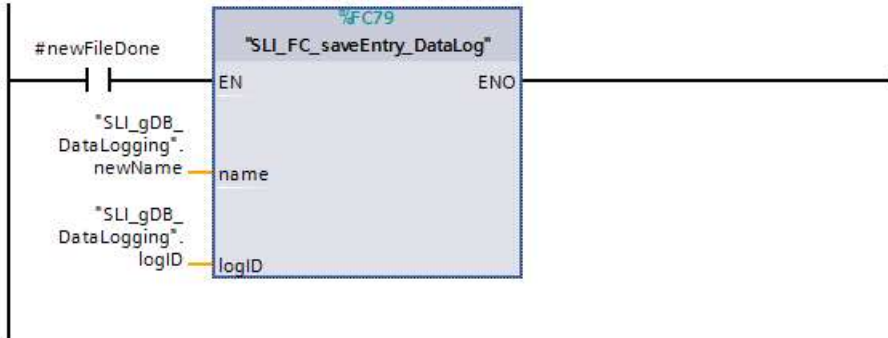 %FC79
"SLI_FC_saveEntry_DataLog"
#newFileDone
EN
ENO
"SLI_gDB_
DataLogging".
newName
name
"SLI_gDB_
DataLogging".
logID
logID